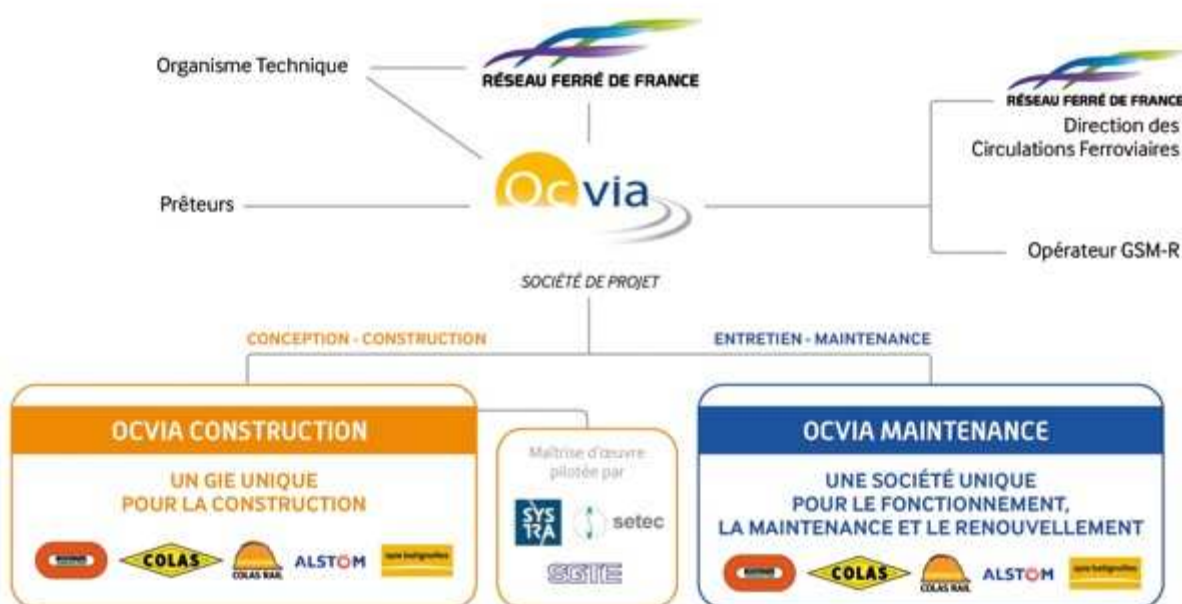 Organisme Technique
RÉSEAU FERRÉ DE FRANCE
RÉSEAU FERRÉ DE FRANCE
Direction des
Circulations Ferroviaires
Ocvia
Prêteurs
Opérateur GSM-R
SOCIÉTÉ DE PROJET
CONCEPTION - CONSTRUCTION
ENTRETIEN - MAINTENANCE
OCVIA CONSTRUCTION
UN GIE UNIQUE
POUR LA CONSTRUCTION
COLAS
COLAS RAIL
ALSTOM
Maîtrise d'œuvre
pilotée par
SYSTRA
setec
SGTE
OCVIA MAINTENANCE
UNE SOCIÉTÉ UNIQUE
POUR LE FONCTIONNEMENT,
LA MAINTENANCE ET LE RENOUVELLEMENT
COLAS
COLAS RAIL
ALSTOM